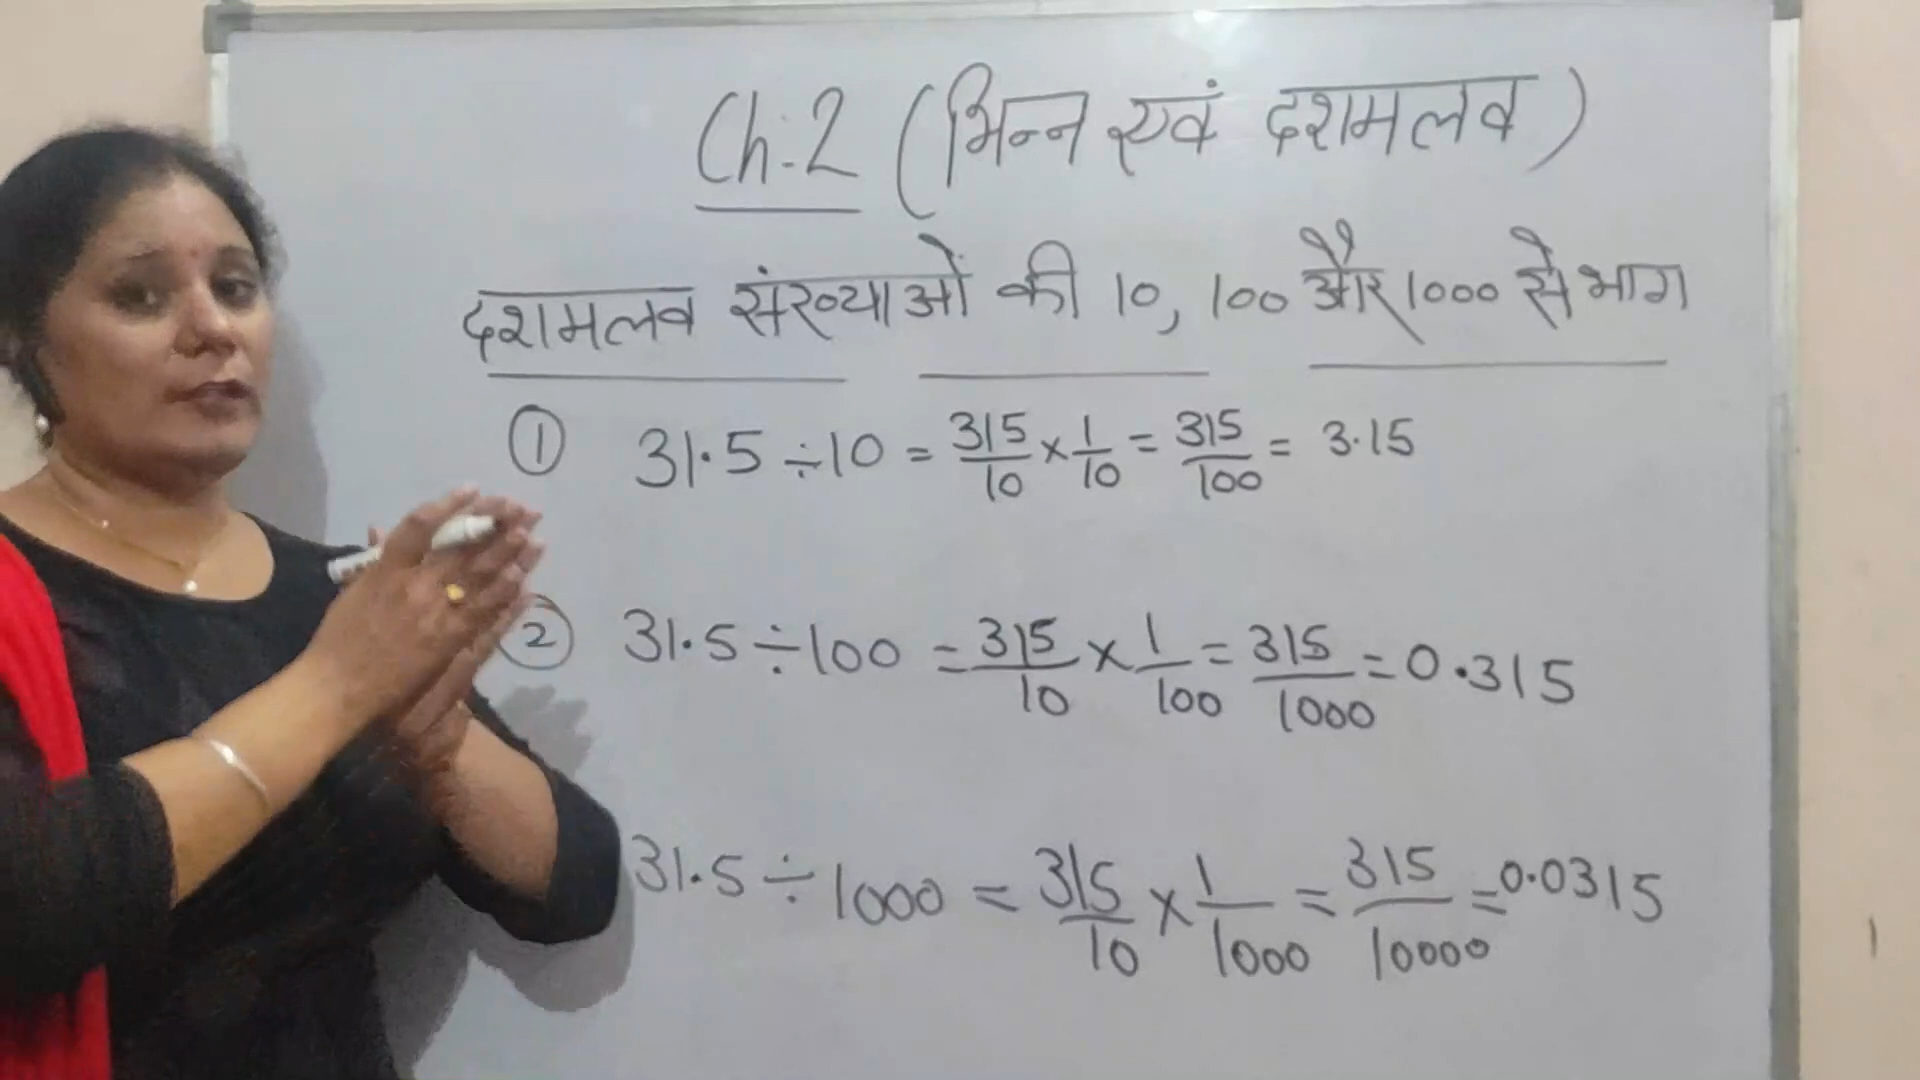 Ch.2 (भिन्न एवं दशमलव)
दशमलव संख्याओं की 10, 100 और 1000 से भाग
① 31.5 ÷ 10 = 315/10 × 1/10 = 315/100 = 3.15
② 31.5 ÷ 100 = 315/10 × 1/100 = 315/1000 = 0.315
31.5 ÷ 1000 = 315/10 × 1/1000 = 315/10000 = 0.0315